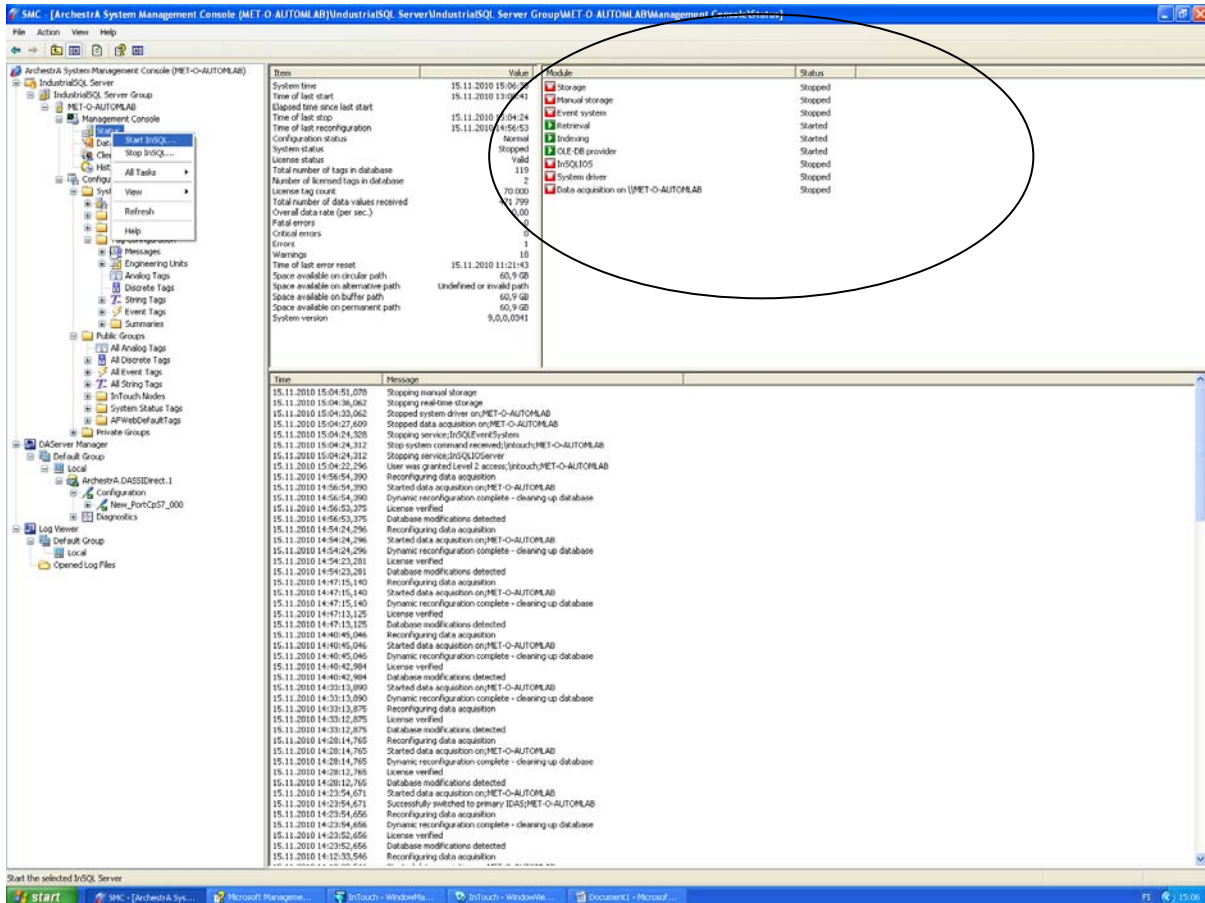 SMC - [ArchestrA System Management Console (MET-O-AUTOMLAB)\IndustrialSQL Server\IndustrialSQL Server Group\MET-O-AUTOMLAB\Management Console\Status]
File Action View Help
ArchestrA System Management Console (MET-O-AUTOMLAB)
IndustrialSQL Server
IndustrialSQL Server Group
MET-O-AUTOMLAB
Management Console
Status
Start InSQL...
Stop InSQL...
All Tasks
View
Refresh
Help
Messages
Engineering Units
Analog Tags
Discrete Tags
String Tags
Event Tags
Summaries
Public Groups
All Analog Tags
All Discrete Tags
All Event Tags
All String Tags
InTouch Nodes
System Status Tags
AFWebDefaultTags
Private Groups
DAServer Manager
Default Group
Local
ArchestrA.DASSIDirect.1
Configuration
New_PortCpS7_000
Diagnostics
Log Viewer
Default Group
Local
Opened Log Files
Item Value
System time 15.11.2010 15:06:
Time of last start 15.11.2010 13:0 :41
Elapsed time since last start
Time of last stop 15.11.2010 15:04:24
Time of last reconfiguration 15.11.2010 14:56:53
Configuration status Normal
System status Stopped
License status Valid
Total number of tags in database 119
Number of licensed tags in database 2
License tag count 70 000
Total number of data values received 471 799
Overall data rate (per sec.) 0,00
Fatal errors 0
Critical errors 0
Errors 1
Warnings 10
Time of last error reset 15.11.2010 11:21:43
Space available on circular path 60,9 GB
Space available on alternative path Undefined or invalid path
Space available on buffer path 60,9 GB
Space available on permanent path 60,9 GB
System version 9,0,0,0341
Module Status
Storage Stopped
Manual storage Stopped
Event system Stopped
Retrieval Started
Indexing Started
OLE-DB provider Started
InSQLIOS Stopped
System driver Stopped
Data acquisition on \\MET-O-AUTOMLAB Stopped
Time Message
15.11.2010 15:04:51,078 Stopping manual storage
15.11.2010 15:04:36,062 Stopping real-time storage
15.11.2010 15:04:33,062 Stopped system driver on;MET-O-AUTOMLAB
15.11.2010 15:04:27,609 Stopped data acquisition on;MET-O-AUTOMLAB
15.11.2010 15:04:24,328 Stopping service;InSQLEventSystem
15.11.2010 15:04:24,312 Stop system command received;\intouch;MET-O-AUTOMLAB
15.11.2010 15:04:24,312 Stopping service;InSQLIOServer
15.11.2010 15:04:22,296 User was granted Level 2 access;\intouch;MET-O-AUTOMLAB
15.11.2010 14:56:54,390 Reconfiguring data acquisition
15.11.2010 14:56:54,390 Started data acquisition on;MET-O-AUTOMLAB
15.11.2010 14:56:54,390 Dynamic reconfiguration complete - cleaning up database
15.11.2010 14:56:53,375 License verified
15.11.2010 14:56:53,375 Database modifications detected
15.11.2010 14:54:24,296 Reconfiguring data acquisition
15.11.2010 14:54:24,296 Started data acquisition on;MET-O-AUTOMLAB
15.11.2010 14:54:24,296 Dynamic reconfiguration complete - cleaning up database
15.11.2010 14:54:23,281 License verified
15.11.2010 14:54:23,281 Database modifications detected
15.11.2010 14:47:15,140 Reconfiguring data acquisition
15.11.2010 14:47:15,140 Started data acquisition on;MET-O-AUTOMLAB
15.11.2010 14:47:15,140 Dynamic reconfiguration complete - cleaning up database
15.11.2010 14:47:13,125 License verified
15.11.2010 14:47:13,125 Database modifications detected
15.11.2010 14:40:45,046 Reconfiguring data acquisition
15.11.2010 14:40:45,046 Started data acquisition on;MET-O-AUTOMLAB
15.11.2010 14:40:45,046 Dynamic reconfiguration complete - cleaning up database
15.11.2010 14:40:42,984 License verified
15.11.2010 14:40:42,984 Database modifications detected
15.11.2010 14:33:13,890 Started data acquisition on;MET-O-AUTOMLAB
15.11.2010 14:33:13,890 Dynamic reconfiguration complete - cleaning up database
15.11.2010 14:33:13,875 Reconfiguring data acquisition
15.11.2010 14:33:12,875 License verified
15.11.2010 14:33:12,875 Database modifications detected
15.11.2010 14:28:14,765 Reconfiguring data acquisition
15.11.2010 14:28:14,765 Started data acquisition on;MET-O-AUTOMLAB
15.11.2010 14:28:14,765 Dynamic reconfiguration complete - cleaning up database
15.11.2010 14:28:12,765 License verified
15.11.2010 14:28:12,765 Database modifications detected
15.11.2010 14:23:54,671 Started data acquisition on;MET-O-AUTOMLAB
15.11.2010 14:23:54,671 Successfully switched to primary IDAS;MET-O-AUTOMLAB
15.11.2010 14:23:54,656 Reconfiguring data acquisition
15.11.2010 14:23:54,656 Dynamic reconfiguration complete - cleaning up database
15.11.2010 14:23:52,656 License verified
15.11.2010 14:23:52,656 Database modifications detected
15.11.2010 14:12:33,546 Reconfiguring data acquisition
Start the selected InSQL Server
start SMC - [ArchestrA Sys... Microsoft Manageme... InTouch - WindowMa... InTouch - WindowVie... Document1 - Microsof... FI 15:06